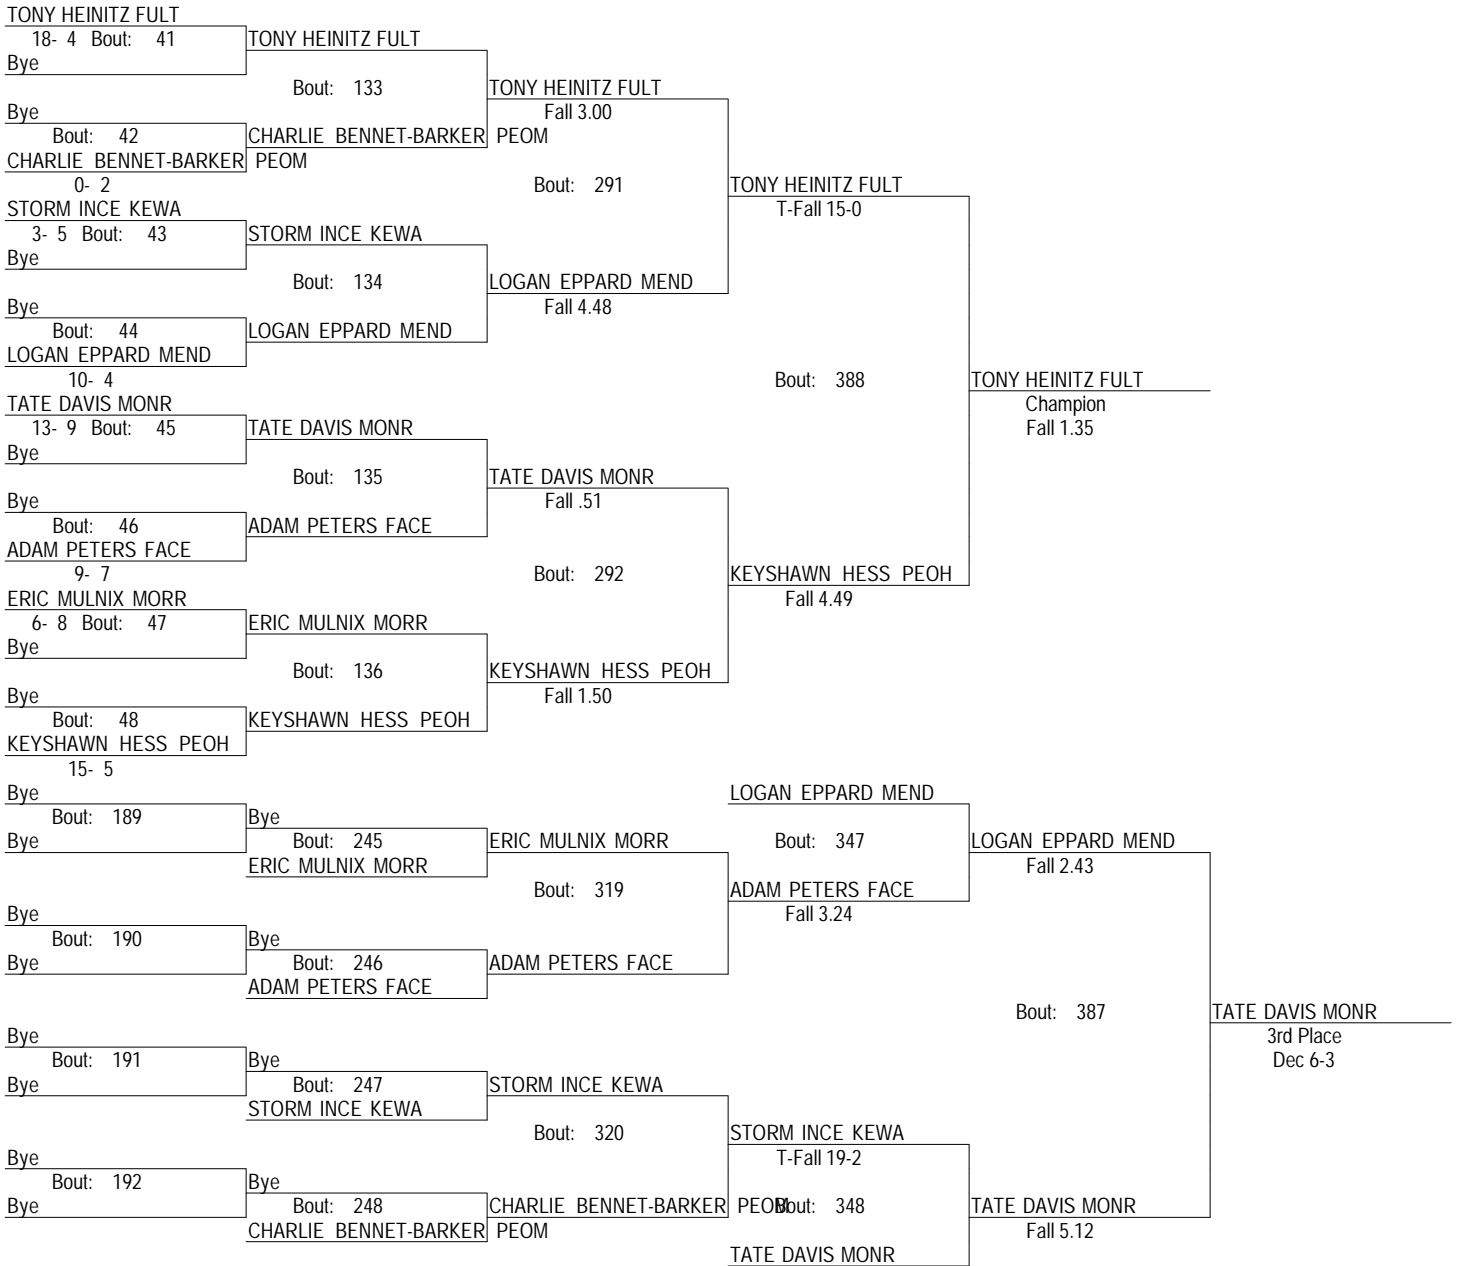 TONY HEINITZ FULT
18- 4 Bout: 41 TONY HEINITZ FULT
Bye
Bout: 133 TONY HEINITZ FULT
Bye Fall 3.00
Bout: 42 CHARLIE BENNET-BARKER PEOM
CHARLIE BENNET-BARKER PEOM
0- 2 Bout: 291 TONY HEINITZ FULT
STORM INCE KEWA T-Fall 15-0
3- 5 Bout: 43 STORM INCE KEWA
Bye
Bout: 134 LOGAN EPPARD MEND
Bye Fall 4.48
Bout: 44 LOGAN EPPARD MEND
LOGAN EPPARD MEND
10- 4 Bout: 388 TONY HEINITZ FULT
TATE DAVIS MONR Champion
13- 9 Bout: 45 TATE DAVIS MONR Fall 1.35
Bye
Bout: 135 TATE DAVIS MONR
Bye Fall .51
Bout: 46 ADAM PETERS FACE
ADAM PETERS FACE
9- 7 Bout: 292 KEYSHAWN HESS PEOH
ERIC MULNIX MORR Fall 4.49
6- 8 Bout: 47 ERIC MULNIX MORR
Bye
Bout: 136 KEYSHAWN HESS PEOH
Bye Fall 1.50
Bout: 48 KEYSHAWN HESS PEOH
KEYSHAWN HESS PEOH
15- 5
Bye LOGAN EPPARD MEND
Bout: 189 Bye
Bye Bout: 245 ERIC MULNIX MORR Bout: 347 LOGAN EPPARD MEND
ERIC MULNIX MORR Fall 2.43
Bout: 319 ADAM PETERS FACE
Bye Fall 3.24
Bout: 190 Bye
Bye Bout: 246 ADAM PETERS FACE
ADAM PETERS FACE
Bout: 387 TATE DAVIS MONR
Bye 3rd Place
Bout: 191 Bye Dec 6-3
Bye Bout: 247 STORM INCE KEWA
STORM INCE KEWA
Bout: 320 STORM INCE KEWA
Bye T-Fall 19-2
Bout: 192 Bye
Bye Bout: 248 CHARLIE BENNET-BARKER PEOM Bout: 348 TATE DAVIS MONR
CHARLIE BENNET-BARKER PEOM Fall 5.12
TATE DAVIS MONR